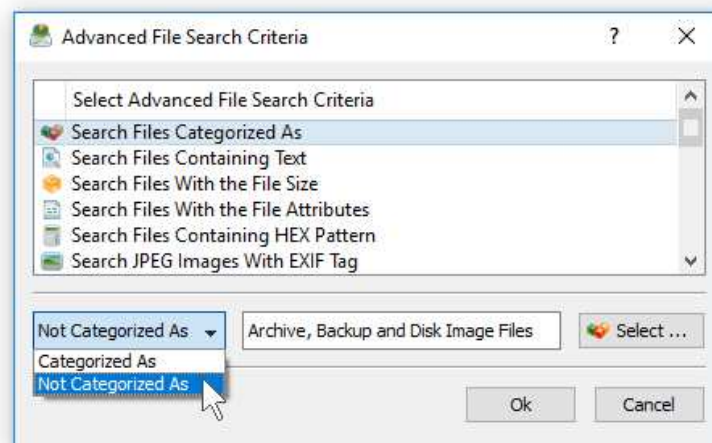 Advanced File Search Criteria ?
Select Advanced File Search Criteria
Search Files Categorized As
Search Files Containing Text
Search Files With the File Size
Search Files With the File Attributes
Search Files Containing HEX Pattern
Search JPEG Images With EXIF Tag
Not Categorized As Archive, Backup and Disk Image Files Select ...
Categorized As
Not Categorized As
Ok Cancel